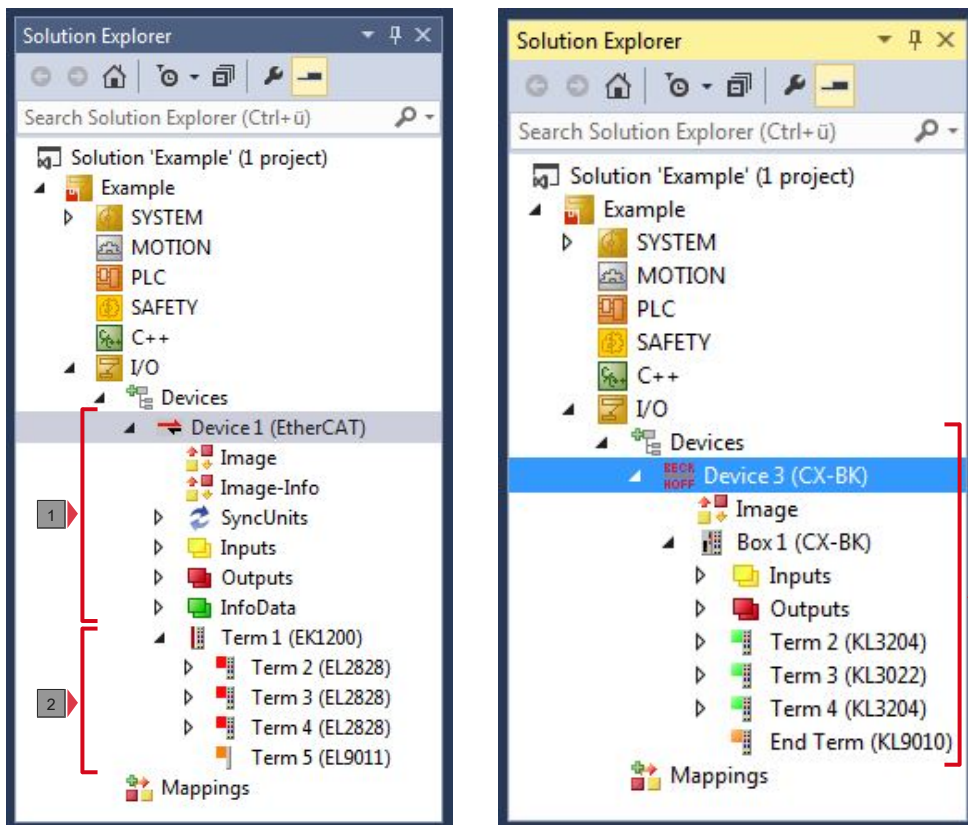 Solution Explorer
Search Solution Explorer (Ctrl+ü)
Solution 'Example' (1 project)
Example
SYSTEM
MOTION
PLC
SAFETY
C++
I/O
Devices
Device 1 (EtherCAT)
Image
Image-Info
1
SyncUnits
Inputs
Outputs
InfoData
Term 1 (EK1200)
Term 2 (EL2828)
2
Term 3 (EL2828)
Term 4 (EL2828)
Term 5 (EL9011)
Mappings
Solution Explorer
Search Solution Explorer (Ctrl+ü)
Solution 'Example' (1 project)
Example
SYSTEM
MOTION
PLC
SAFETY
C++
I/O
Devices
BECK
HOFF
Device 3 (CX-BK)
Image
Box 1 (CX-BK)
Inputs
Outputs
Term 2 (KL3204)
Term 3 (KL3022)
Term 4 (KL3204)
End Term (KL9010)
Mappings